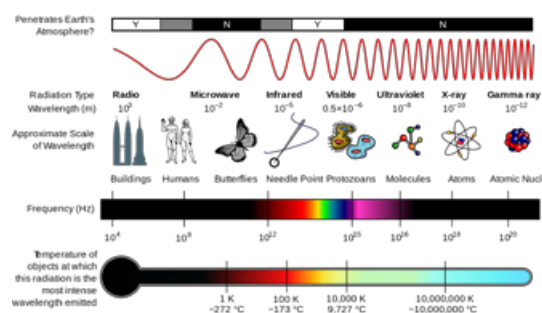 Penetrates Earth's
Atmosphere?
Y N Y N
Radiation Type
Wavelength (m)
Radio Microwave Infrared Visible Ultraviolet X-ray Gamma ray
10³ 10⁻² 10⁻⁵ 0.5×10⁻⁶ 10⁻⁸ 10⁻¹⁰ 10⁻¹²
Approximate Scale
of Wavelength
Buildings Humans Butterflies Needle Point Protozoans Molecules Atoms Atomic Nucl
Frequency (Hz)
10⁴ 10⁸ 10¹² 10¹⁵ 10¹⁶ 10¹⁸ 10²⁰
Temperature of
objects at which
this radiation is the
most intense
wavelength emitted
1 K 100 K 10,000 K 10,000,000 K
−272 °C −173 °C 9,727 °C ~10,000,000 °C